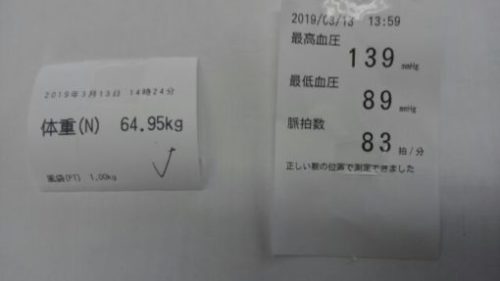 2019年3月13日 14時24分
体重(N) 64.95kg
風袋(PT) 1.00kg
2019/03/13 13:59
最高血圧
139 mmHg
最低血圧
89 mmHg
脈拍数
83 拍/分
正しい腕の位置で測定できました